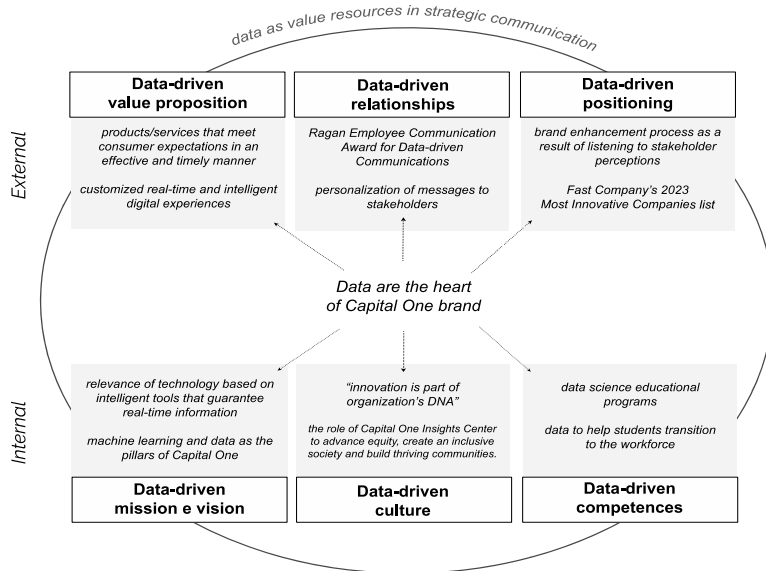 data as value resources in strategic communication
External
Data-driven
value proposition
products/services that meet
consumer expectations in an
effective and timely manner
customized real-time and intelligent
digital experiences
Data-driven
relationships
Ragan Employee Communication
Award for Data-driven
Communications
personalization of messages to
stakeholders
Data-driven
positioning
brand enhancement process as a
result of listening to stakeholder
perceptions
Fast Company's 2023
Most Innovative Companies list
Data are the heart
of Capital One brand
Internal
relevance of technology based on
intelligent tools that guarantee
real-time information
machine learning and data as the
pillars of Capital One
Data-driven
mission e vision
“innovation is part of
organization's DNA”
the role of Capital One Insights Center
to advance equity, create an inclusive
society and build thriving communities.
Data-driven
culture
data science educational
programs
data to help students transition
to the workforce
Data-driven
competences